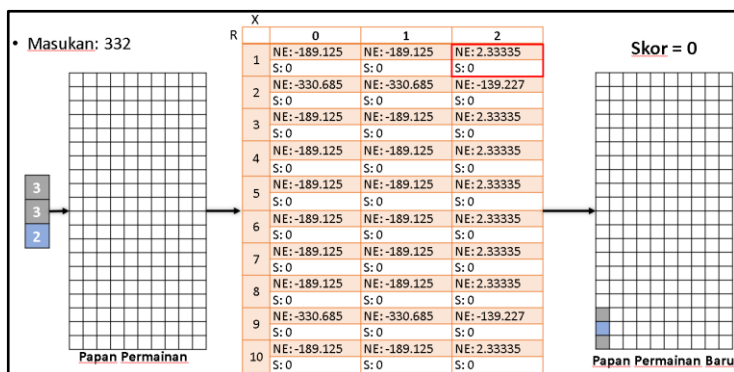 • Masukan: 332
X
R 0 1 2
1 NE:-189.125 NE:-189.125 NE:2.33335
S:0 S:0 S:0
2 NE:-330.685 NE:-330.685 NE:-139.227
S:0 S:0 S:0
3 NE:-189.125 NE:-189.125 NE:2.33335
S:0 S:0 S:0
4 NE:-189.125 NE:-189.125 NE:2.33335
S:0 S:0 S:0
5 NE:-189.125 NE:-189.125 NE:2.33335
S:0 S:0 S:0
6 NE:-189.125 NE:-189.125 NE:2.33335
S:0 S:0 S:0
7 NE:-189.125 NE:-189.125 NE:2.33335
S:0 S:0 S:0
8 NE:-189.125 NE:-189.125 NE:2.33335
S:0 S:0 S:0
9 NE:-330.685 NE:-330.685 NE:-139.227
S:0 S:0 S:0
10 NE:-189.125 NE:-189.125 NE:2.33335
S:0 S:0 S:0
Skor = 0
3
3
2
Papan Permainan
Papan Permainan Baru